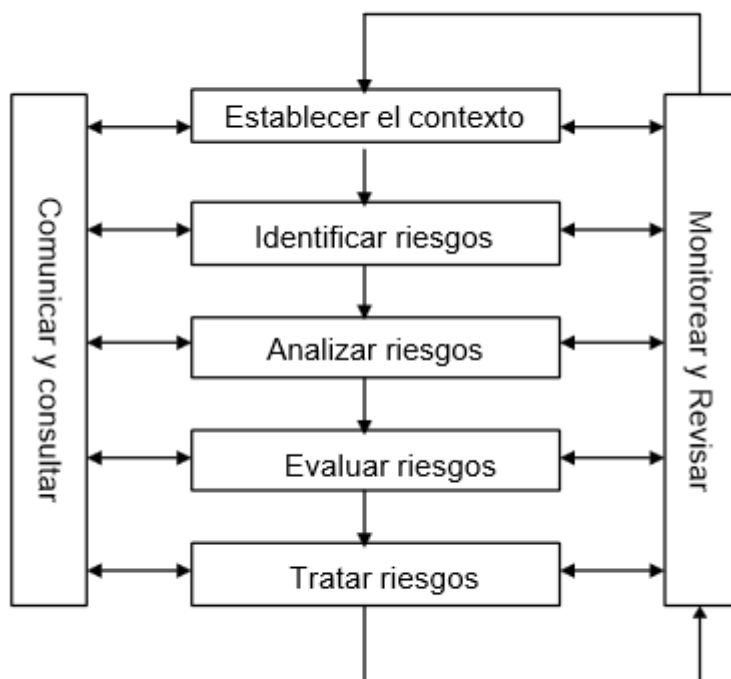 Establecer el contexto
Identificar riesgos
Analizar riesgos
Evaluar riesgos
Tratar riesgos
Comunicar y consultar
Monitorear y Revisar